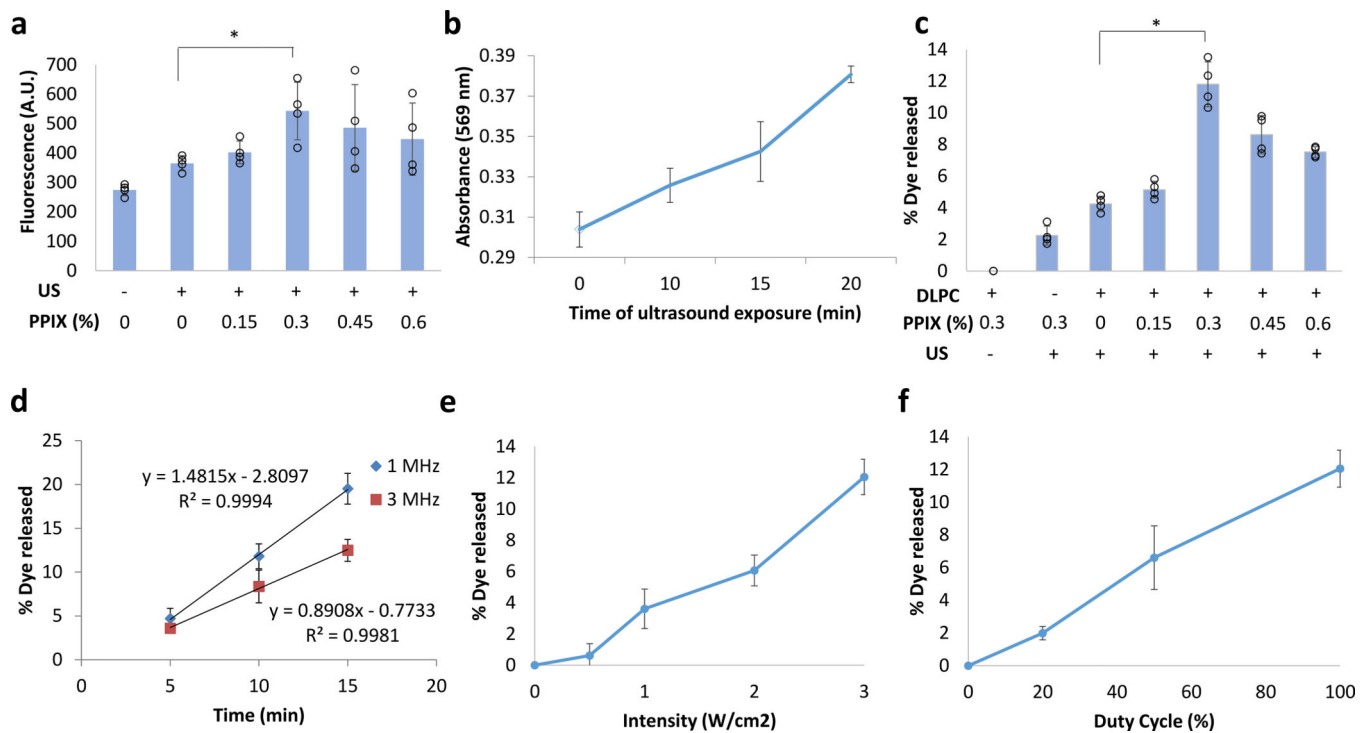 a
*
Fluorescence (A.U.)
700
600
500
400
300
200
100
0
US - + + + + +
PPIX (%) 0 0 0.15 0.3 0.45 0.6
b
Absorbance (569 nm)
0.39
0.37
0.35
0.33
0.31
0.29
0 10 15 20
Time of ultrasound exposure (min)
c
*
% Dye released
14
12
10
8
6
4
2
0
DLPC + - + + + + +
PPIX (%) 0.3 0.3 0 0.15 0.3 0.45 0.6
US - + + + + + +
d
% Dye released
25
20
15
10
5
0
y = 1.4815x - 2.8097
R² = 0.9994
1 MHz
3 MHz
y = 0.8908x - 0.7733
R² = 0.9981
0 5 10 15 20
Time (min)
e
% Dye released
14
12
10
8
6
4
2
0
0 1 2 3
Intensity (W/cm2)
f
% Dye released
14
12
10
8
6
4
2
0
0 20 40 60 80 100
Duty Cycle (%)